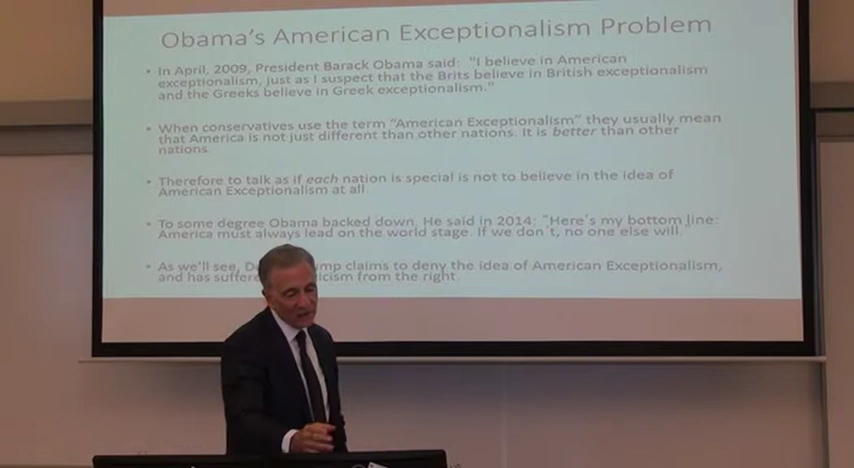 Obama's American Exceptionalism Problem
• In April, 2009, President Barack Obama said: "I believe in American
exceptionalism, just as I suspect that the Brits believe in British exceptionalism
and the Greeks believe in Greek exceptionalism."
• When conservatives use the term "American Exceptionalism" they usually mean
that America is not just different than other nations. It is better than other
nations.
• Therefore to talk as if each nation is special is not to believe in the idea of
American Exceptionalism at all.
• To some degree Obama backed down. He said in 2014: "Here's my bottom line:
America must always lead on the world stage. If we don't, no one else will.
• As we'll see, claims to deny the idea of American Exceptionalism,
and has from the right.